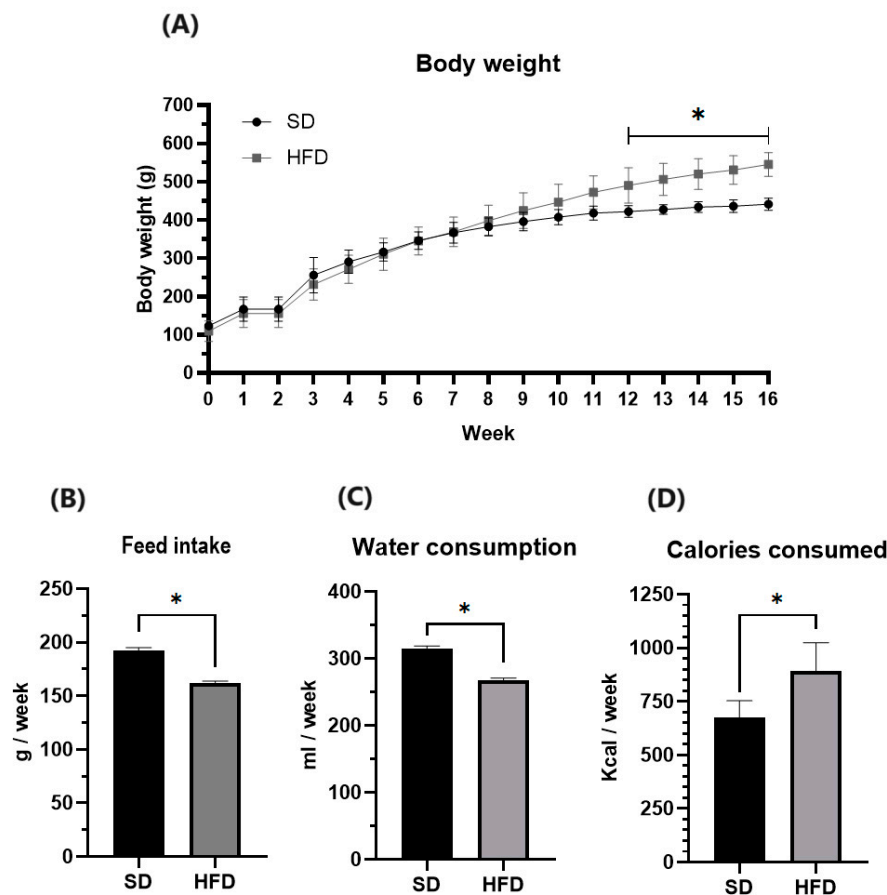 (A)
Body weight
700
600
500
400
300
200
100
0
Body weight (g)
SD
HFD
*
0 1 2 3 4 5 6 7 8 9 10 11 12 13 14 15 16
Week
(B)
Feed intake
250
200
150
100
50
0
g / week
*
SD HFD
(C)
Water consumption
400
300
200
100
0
ml / week
*
SD HFD
(D)
Calories consumed
1250
1000
750
500
250
0
Kcal / week
*
SD HFD